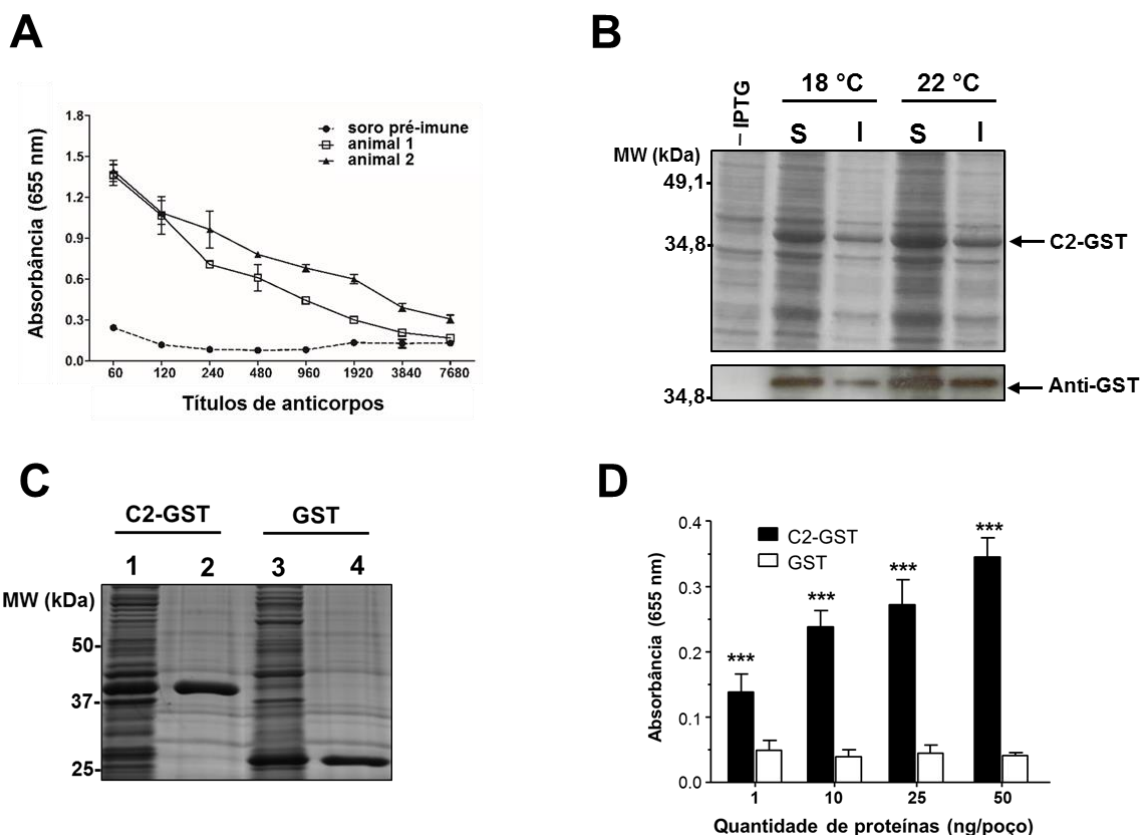 A
Absorbância (655 nm)
1.8
1.5
1.2
0.9
0.6
0.3
0.0
soro pré-imune
animal 1
animal 2
60 120 240 480 960 1920 3840 7680
Títulos de anticorpos
B
– IPTG
18 °C 22 °C
S I S I
MW (kDa)
49,1
34,8
C2-GST
34,8
Anti-GST
C
C2-GST GST
1 2 3 4
MW (kDa)
50
37
25
D
Absorbância (655 nm)
0.4
0.3
0.2
0.1
0.0
C2-GST
GST
*** *** *** ***
1 10 25 50
Quantidade de proteínas (ng/poço)